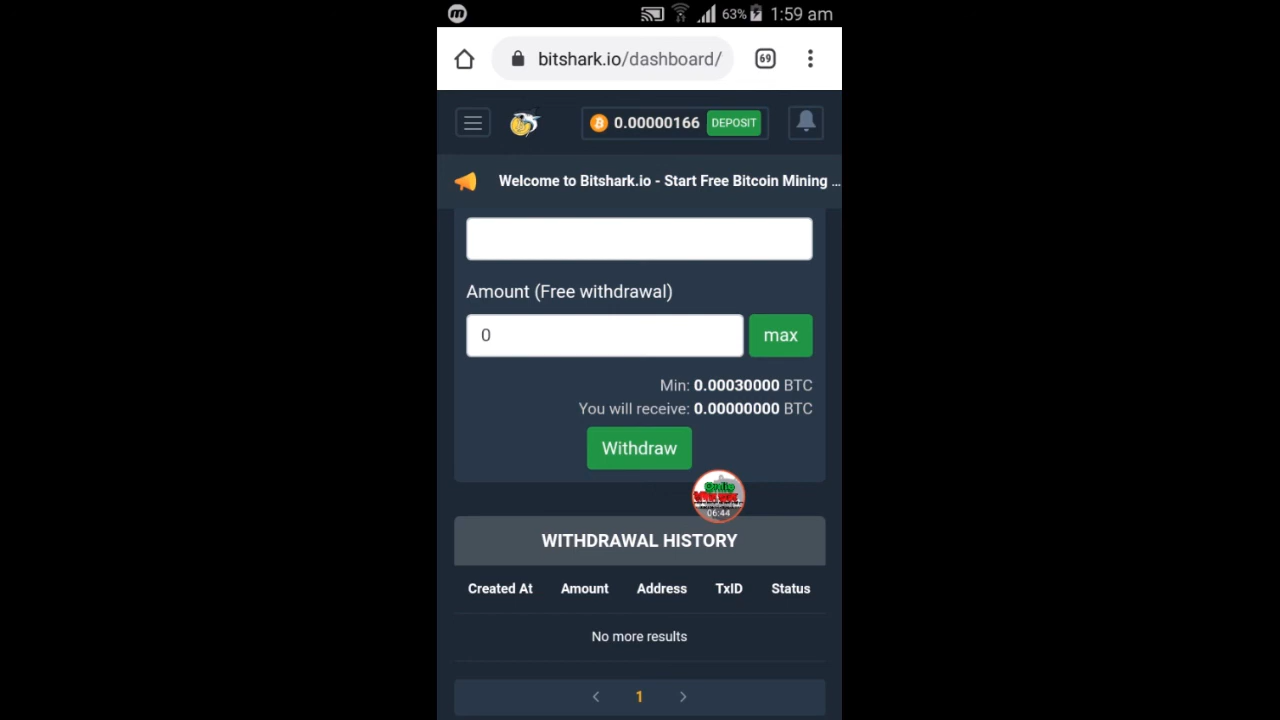 63% 1:59 am
bitshark.io/dashboard/ 69
0.00000166 DEPOSIT
Welcome to Bitshark.io - Start Free Bitcoin Mining ...
Amount (Free withdrawal)
0 max
Min: 0.00030000 BTC
You will receive: 0.00000000 BTC
Withdraw
06:44
WITHDRAWAL HISTORY
Created At Amount Address TxID Status
No more results
< 1 >